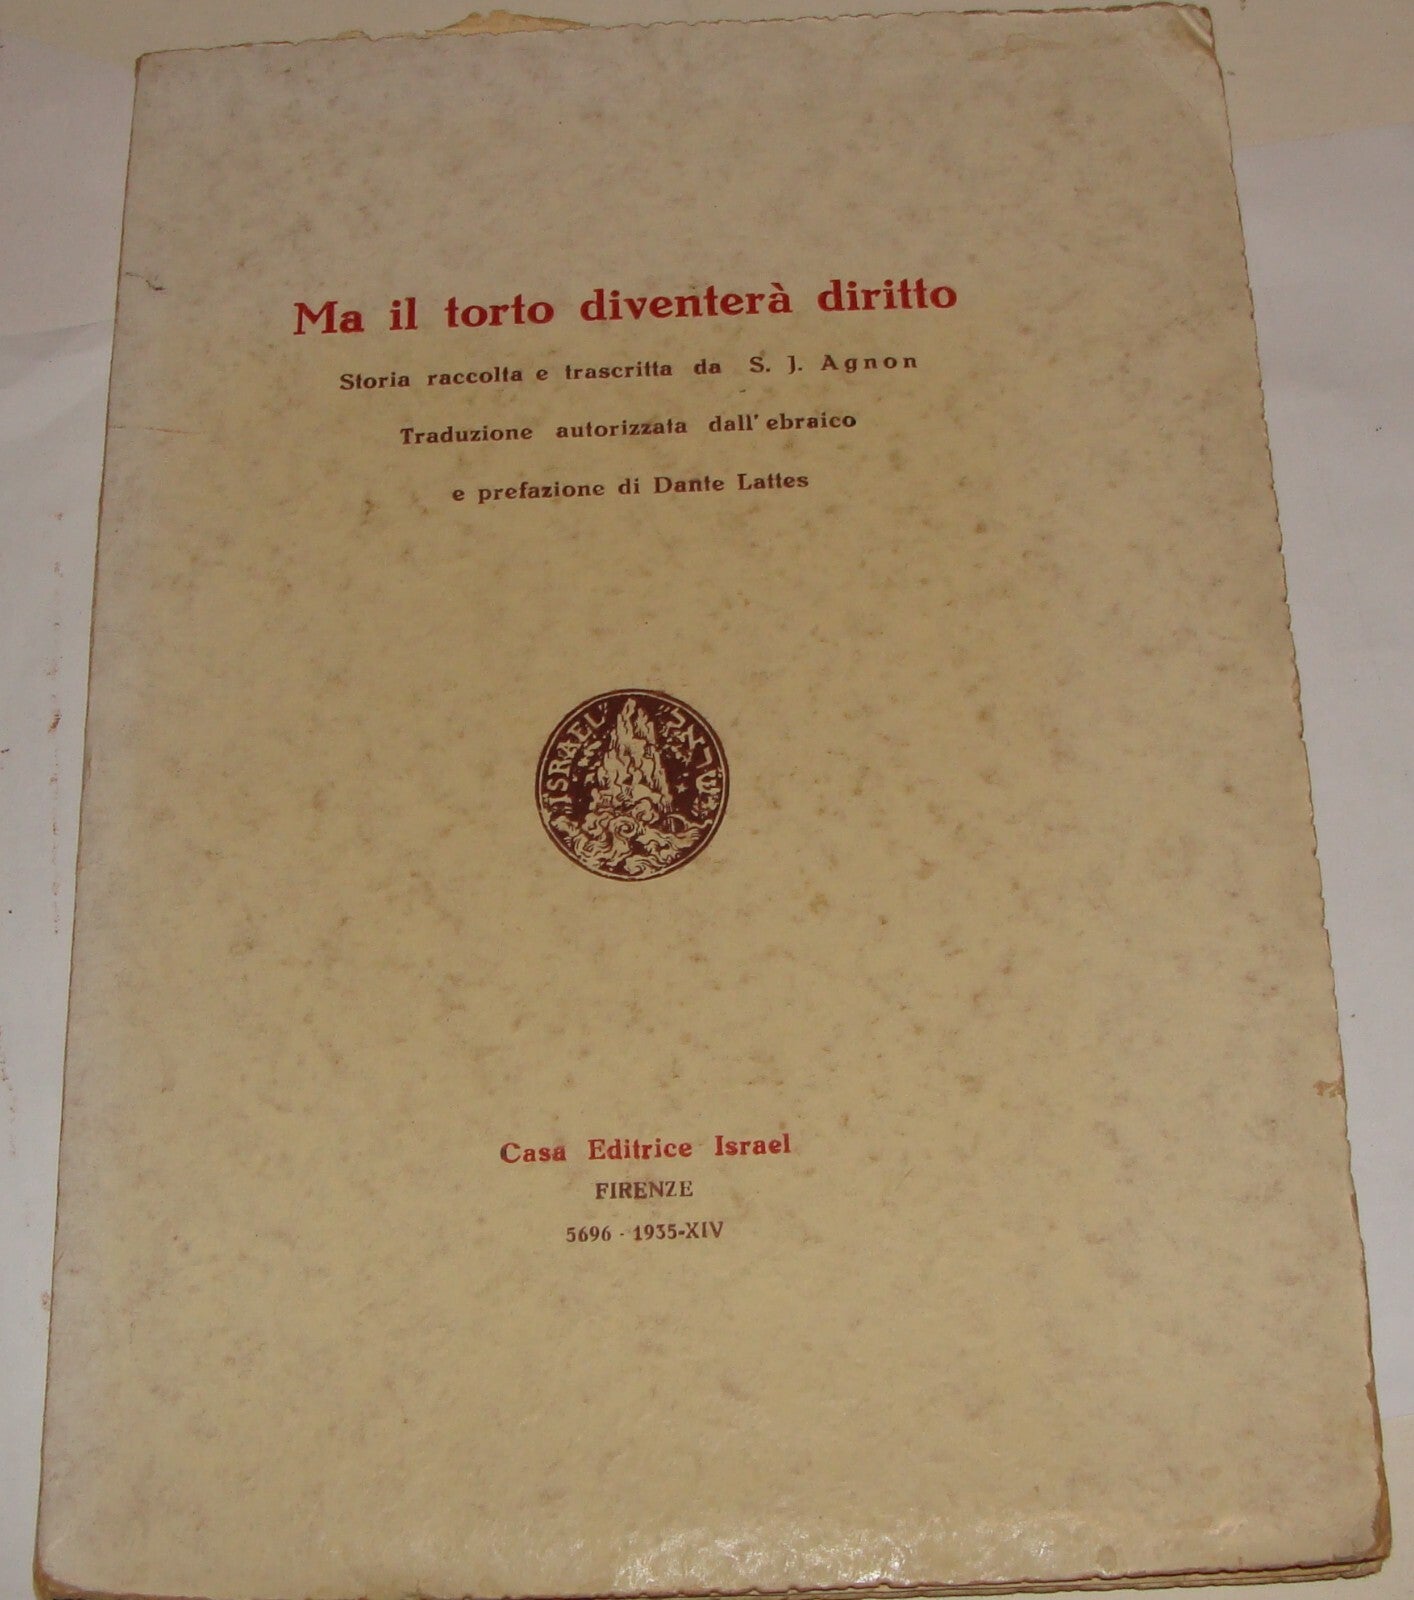 Ma il torto diventerà diritto
Storia raccolta e trascritta da S. J. Agnon
Traduzione autorizzata dall' ebraico
e prefazione di Dante Lattes
"ISRAEL" "ישראל"
Casa Editrice Israel
FIRENZE
5696 - 1935-XIV